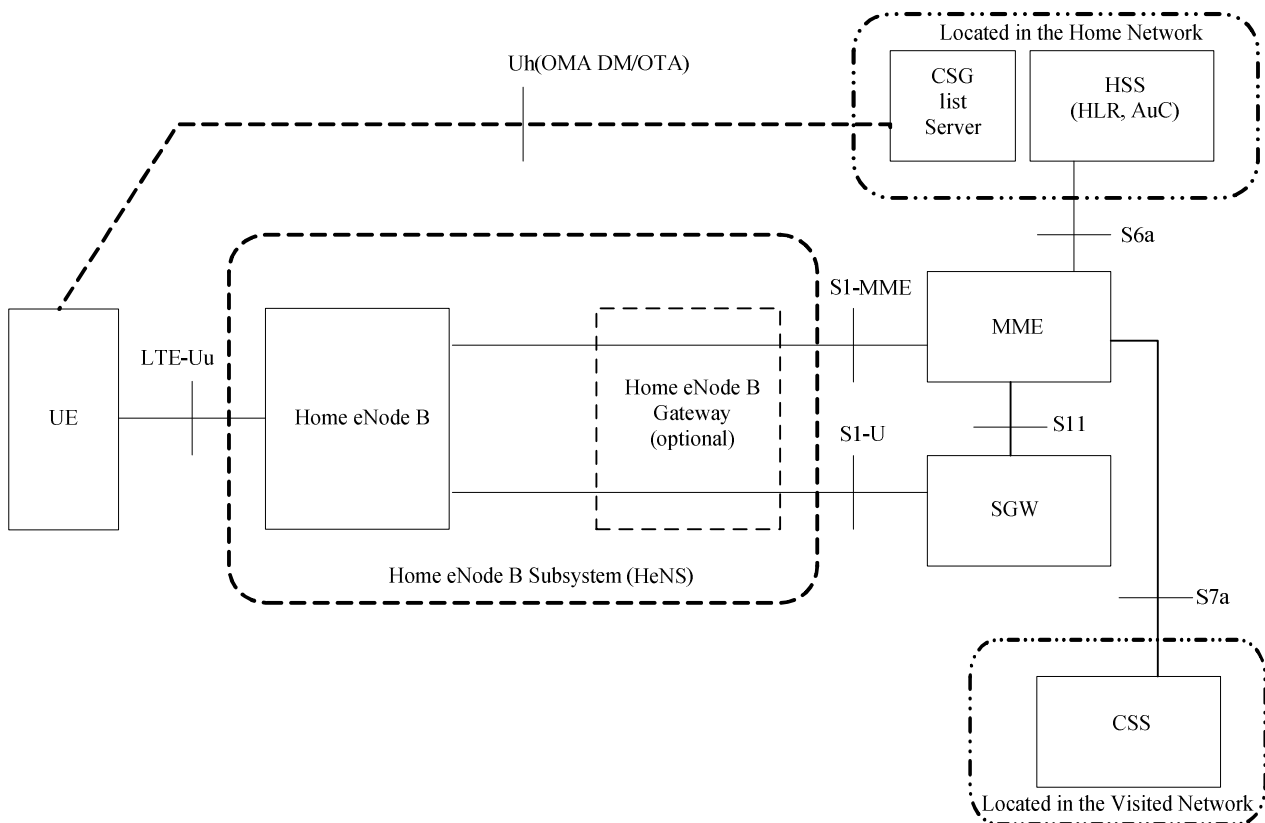 Located in the Home Network
Uh(OMA DM/OTA)
CSG
list
Server
HSS
(HLR, AuC)
S6a
S1-MME
MME
LTE-Uu
UE
Home eNode B
Home eNode B
Gateway
(optional)
S1-U
S11
SGW
Home eNode B Subsystem (HeNS)
S7a
CSS
Located in the Visited Network